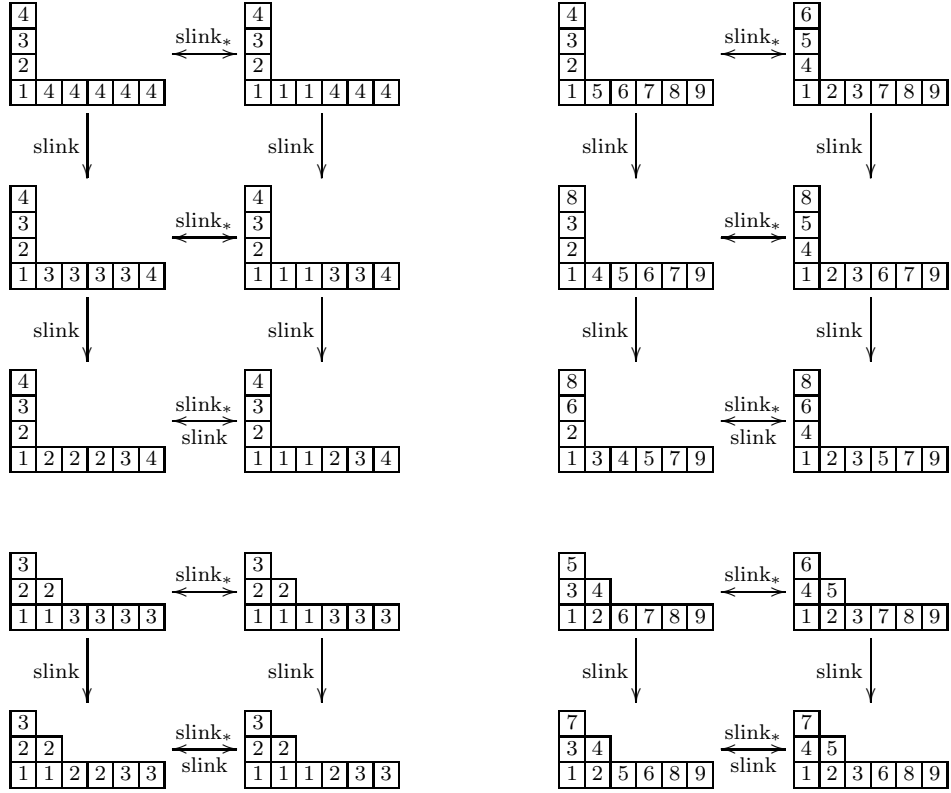 4 4 4 6
3 slink∗ 3 3 slink∗ 5
2 2 2 4
1 4 4 4 4 4 1 1 1 4 4 4 1 5 6 7 8 9 1 2 3 7 8 9
slink slink slink slink
4 4 8 8
3 slink∗ 3 3 slink∗ 5
2 2 2 4
1 3 3 3 3 4 1 1 1 3 3 4 1 4 5 6 7 9 1 2 3 6 7 9
slink slink slink slink
4 4 8 8
3 slink∗ 3 6 slink∗ 6
2 slink 2 2 slink 4
1 2 2 2 3 4 1 1 1 2 3 4 1 3 4 5 7 9 1 2 3 5 7 9
3 3 5 6
2 2 slink∗ 2 2 3 4 slink∗ 4 5
1 1 3 3 3 3 1 1 1 3 3 3 1 2 6 7 8 9 1 2 3 7 8 9
slink slink slink slink
3 3 7 7
2 2 slink∗ 2 2 3 4 slink∗ 4 5
1 1 2 2 3 3 slink 1 1 1 2 3 3 1 2 5 6 8 9 slink 1 2 3 6 8 9